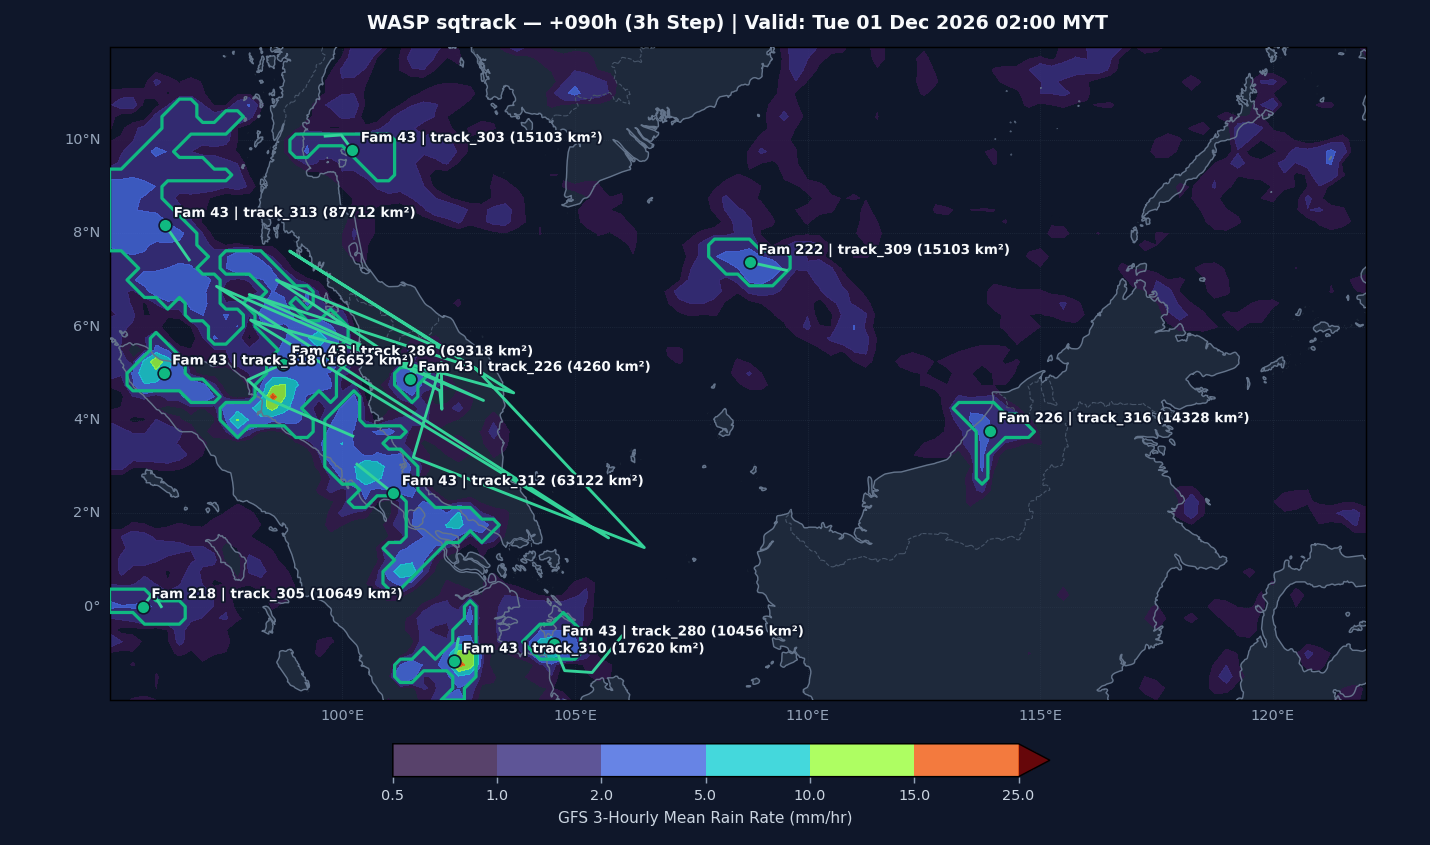 WASP sqtrack — +090h (3h Step) | Valid: Tue 01 Dec 2026 02:00 MYT
10°N
8°N
6°N
4°N
2°N
0°
Fam 43 | track_303 (15103 km²)
Fam 43 | track_313 (87712 km²)
Fam 222 | track_309 (15103 km²)
Fam 43 | track_286 (69318 km²)
Fam 43 | track_318 (16652 km²)
Fam 43 | track_226 (4260 km²)
Fam 226 | track_316 (14328 km²)
Fam 43 | track_312 (63122 km²)
Fam 218 | track_305 (10649 km²)
Fam 43 | track_280 (10456 km²)
Fam 43 | track_310 (17620 km²)
100°E 105°E 110°E 115°E 120°E
0.5 1.0 2.0 5.0 10.0 15.0 25.0
GFS 3-Hourly Mean Rain Rate (mm/hr)